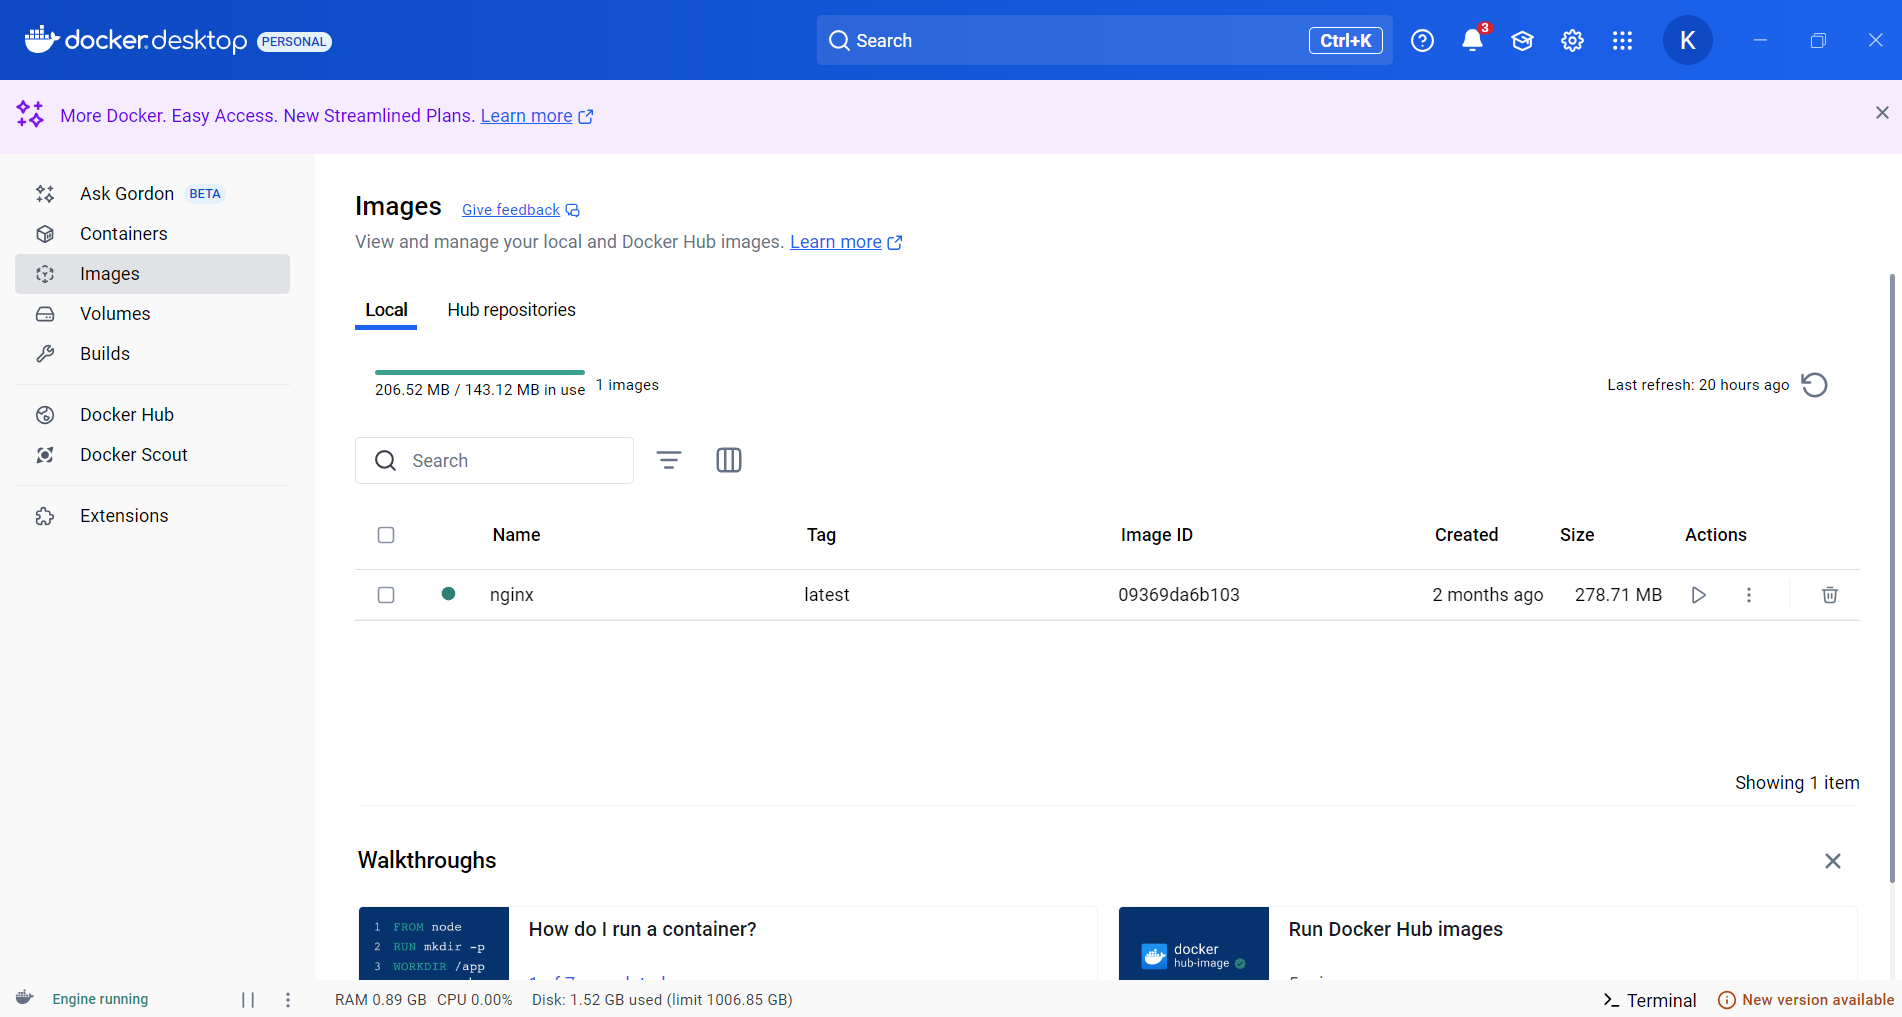 docker.desktop PERSONAL
Search
Ctrl+K
3
K
More Docker. Easy Access. New Streamlined Plans. Learn more
Ask Gordon BETA
Containers
Images
Volumes
Builds
Docker Hub
Docker Scout
Extensions
Images Give feedback
View and manage your local and Docker Hub images. Learn more
Local Hub repositories
206.52 MB / 143.12 MB in use 1 images
Last refresh: 20 hours ago
Search
Name Tag Image ID Created Size Actions
nginx latest 09369da6b103 2 months ago 278.71 MB
Showing 1 item
Walkthroughs
1 FROM node
2 RUN mkdir -p
3 WORKDIR /app
How do I run a container?
docker
hub-image
Run Docker Hub images
Engine running
RAM 0.89 GB CPU 0.00% Disk: 1.52 GB used (limit 1006.85 GB)
Terminal
New version available